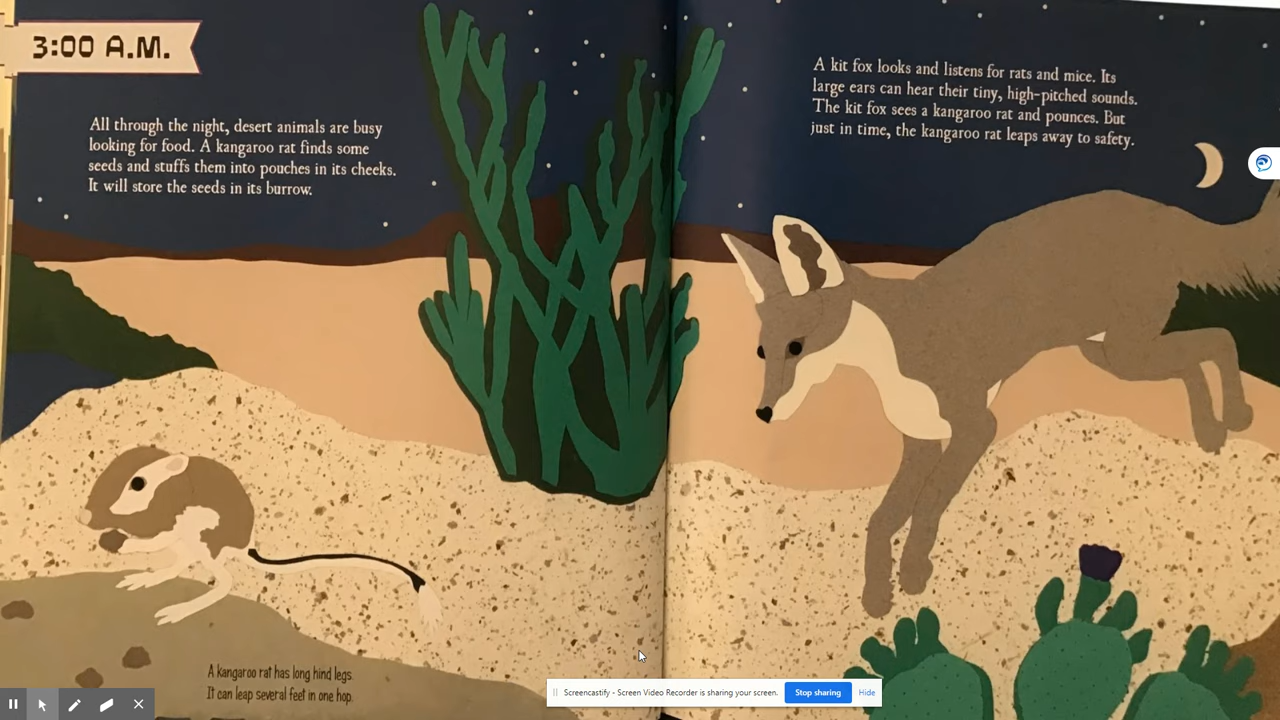 3:00 A.M.
All through the night, desert animals are busy
looking for food. A kangaroo rat finds some
seeds and stuffs them into pouches in its cheeks.
It will store the seeds in its burrow.
A kit fox looks and listens for rats and mice. Its
large ears can hear their tiny, high-pitched sounds.
The kit fox sees a kangaroo rat and pounces. But
just in time, the kangaroo rat leaps away to safety.
A kangaroo rat has long hind legs.
It can leap several feet in one hop.
Screencastify - Screen Video Recorder is sharing your screen.
Stop sharing
Hide